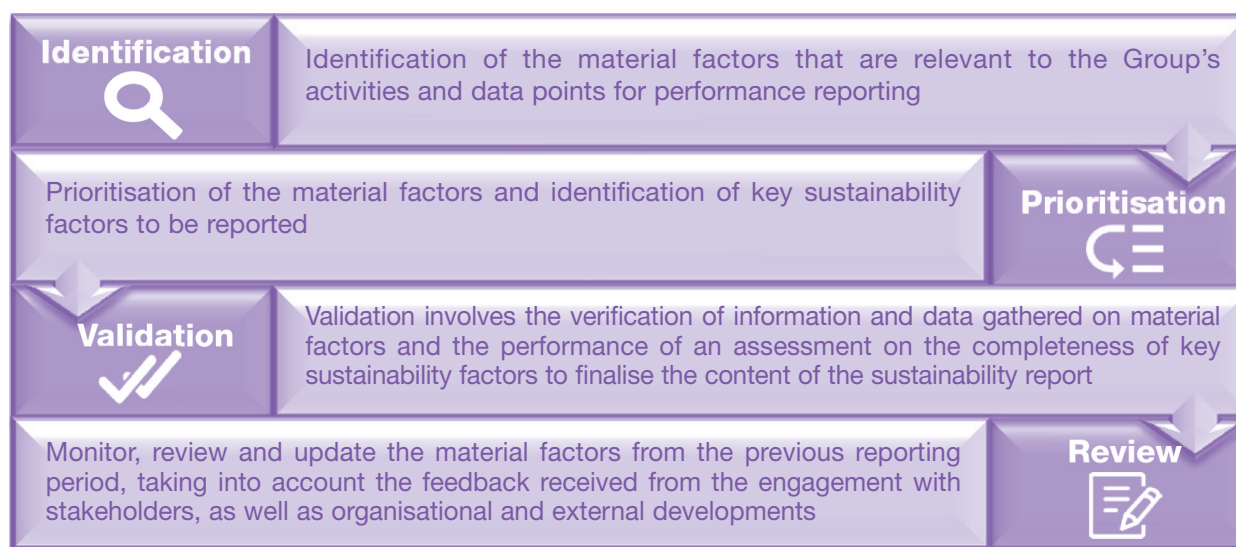 Identification
Identification of the material factors that are relevant to the Group's
activities and data points for performance reporting
Prioritisation of the material factors and identification of key sustainability
factors to be reported
Prioritisation
Validation
Validation involves the verification of information and data gathered on material
factors and the performance of an assessment on the completeness of key
sustainability factors to finalise the content of the sustainability report
Monitor, review and update the material factors from the previous reporting
period, taking into account the feedback received from the engagement with
stakeholders, as well as organisational and external developments
Review